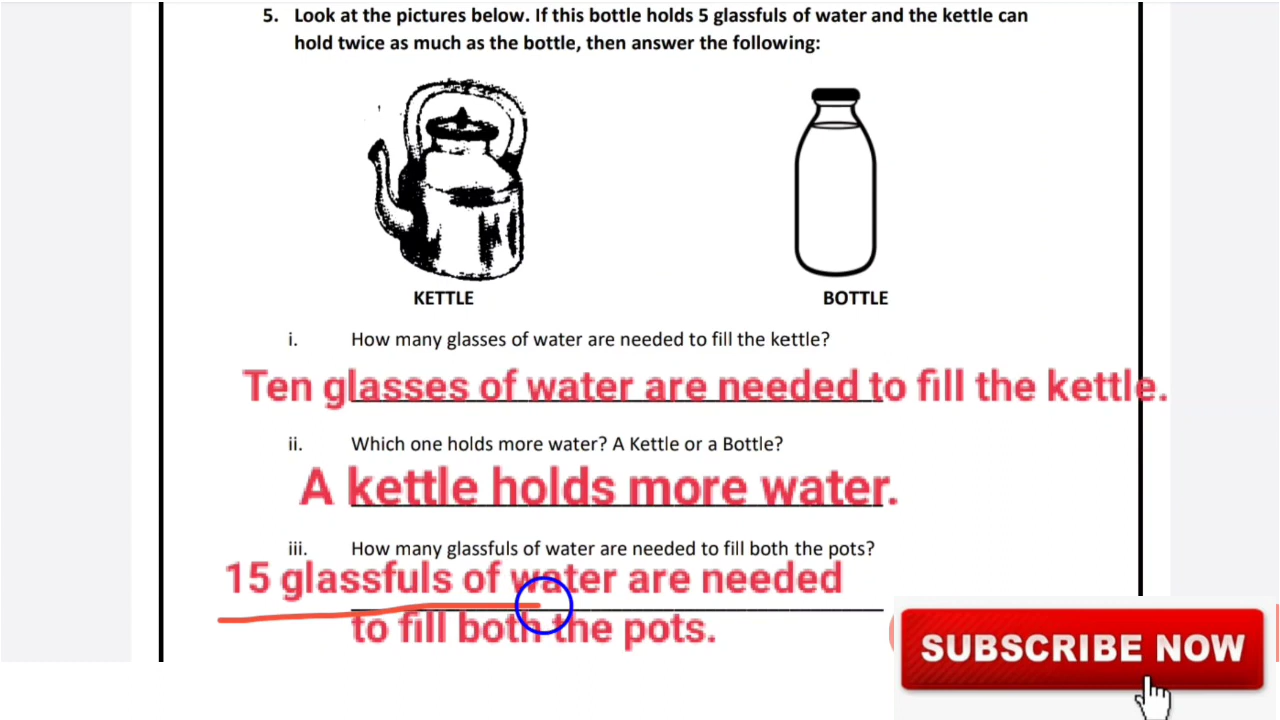 5. Look at the pictures below. If this bottle holds 5 glassfuls of water and the kettle can
hold twice as much as the bottle, then answer the following:
KETTLE
BOTTLE
i. How many glasses of water are needed to fill the kettle?
Ten glasses of water are needed to fill the kettle.
ii. Which one holds more water? A Kettle or a Bottle?
A kettle holds more water.
iii. How many glassfuls of water are needed to fill both the pots?
15 glassfuls of water are needed
to fill both the pots.
SUBSCRIBE NOW